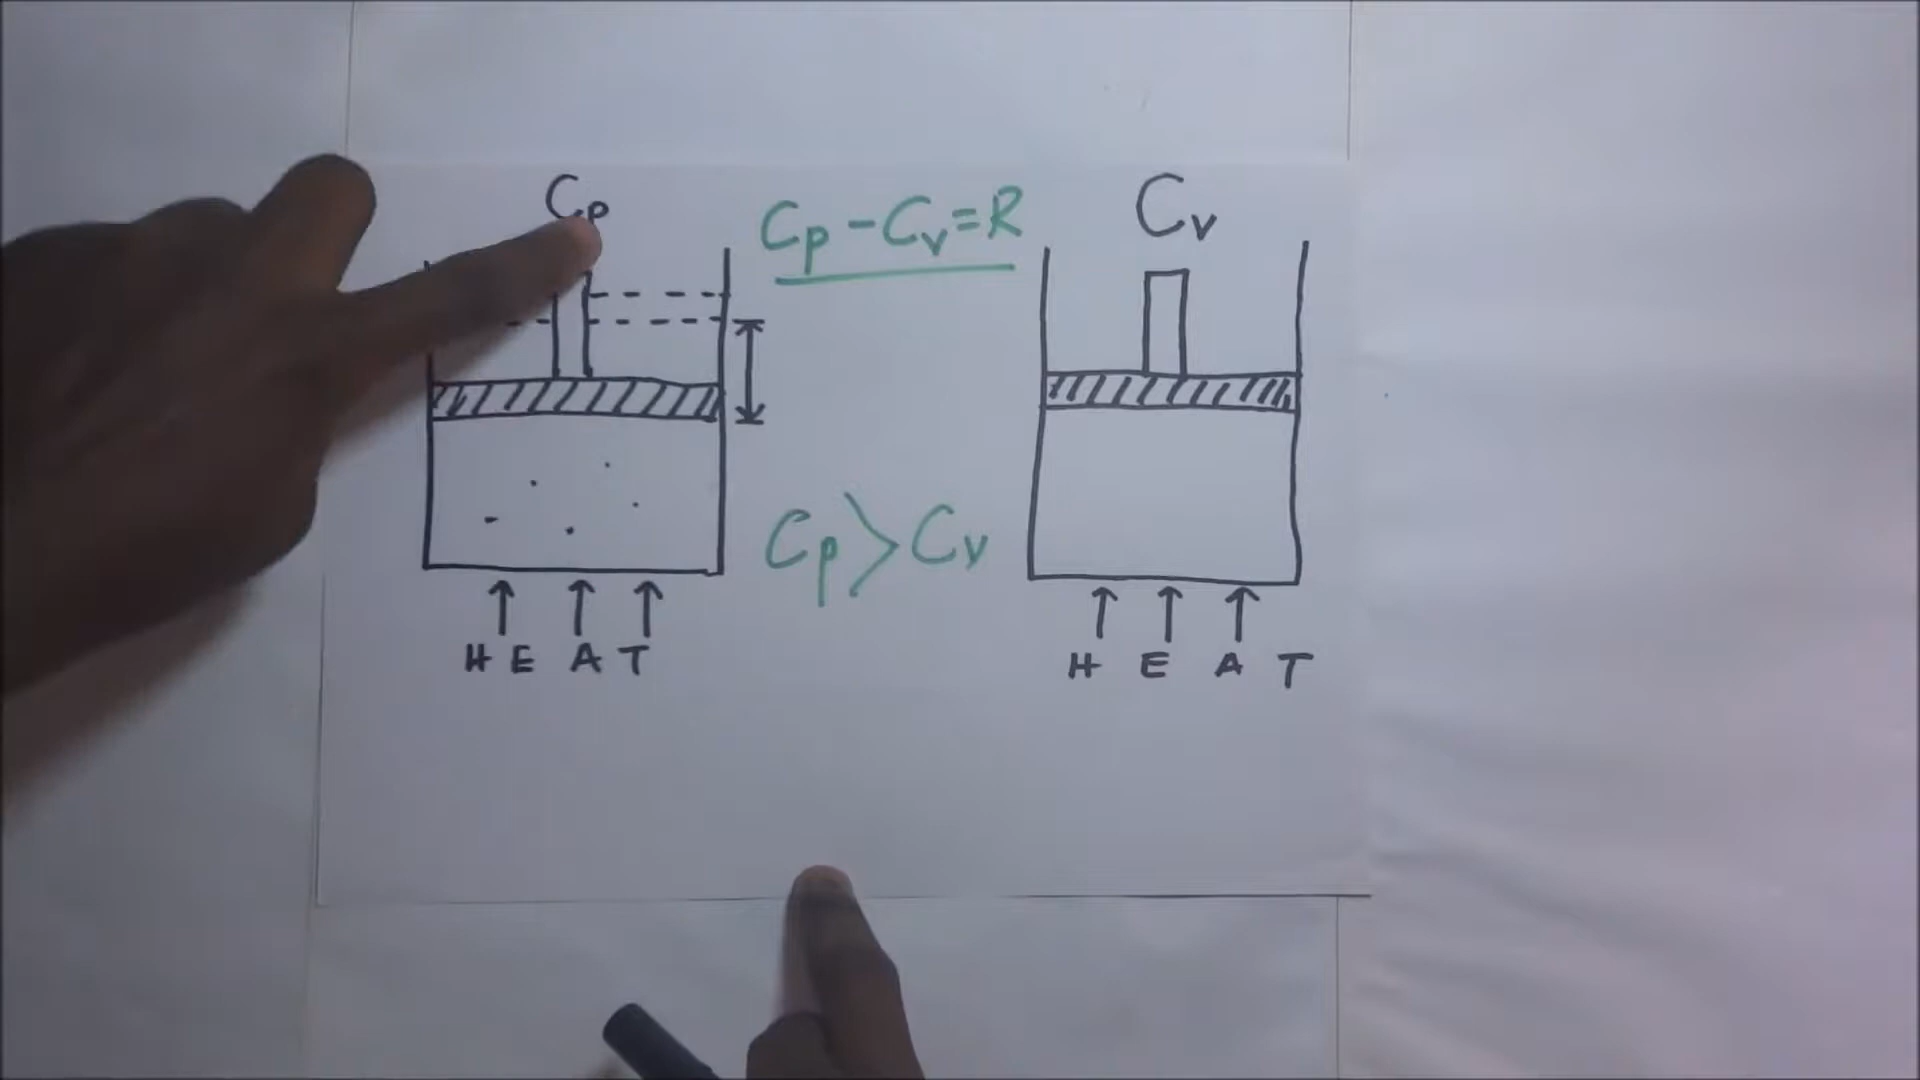 Cp
Cp - Cv = R
Cv
Cp > Cv
H E A T
H E A T